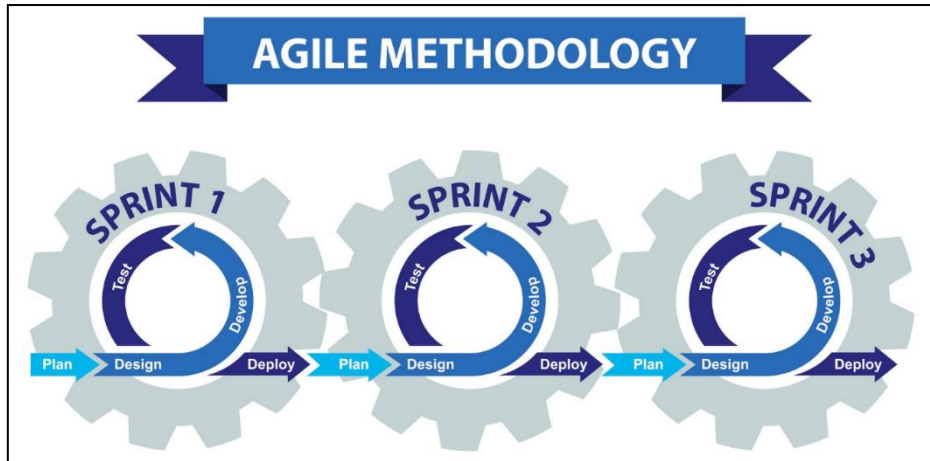 AGILE METHODOLOGY
SPRINT 1
Test
Develop
Plan
Design
Deploy
SPRINT 2
Test
Develop
Plan
Design
Deploy
SPRINT 3
Test
Develop
Plan
Design
Deploy